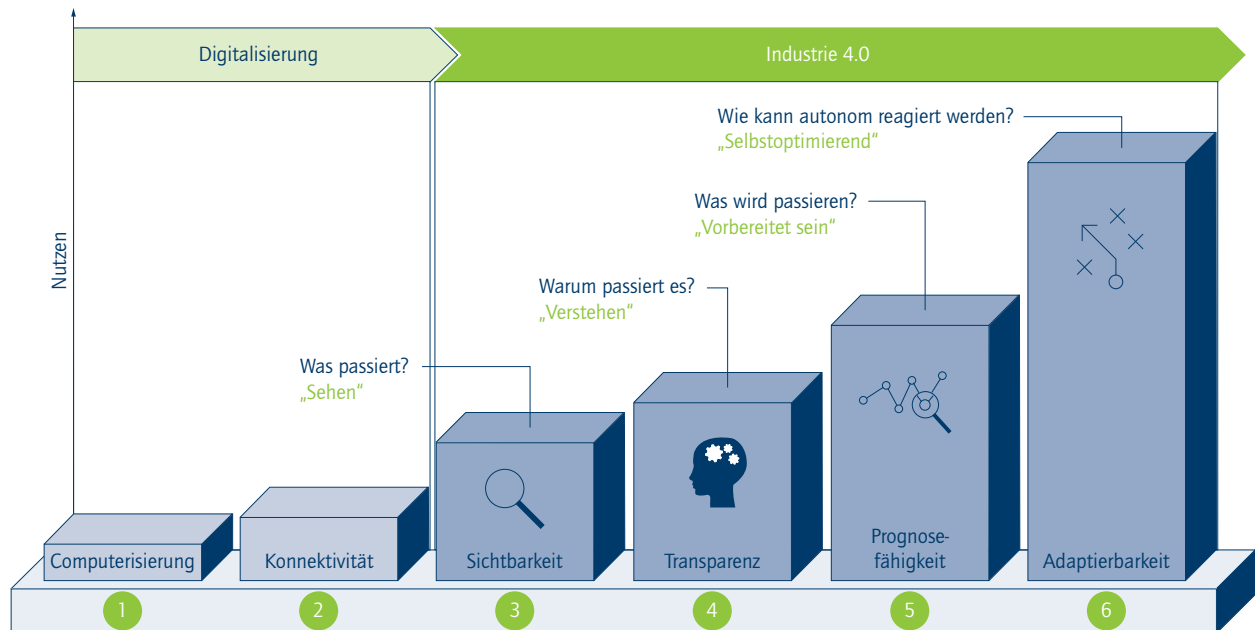 Digitalisierung
Industrie 4.0
Nutzen
Wie kann autonom reagiert werden?
„Selbstoptimierend“
Was wird passieren?
„Vorbereitet sein“
Warum passiert es?
„Verstehen“
Was passiert?
„Sehen“
Computerisierung
Konnektivität
Sichtbarkeit
Transparenz
Prognose-
fähigkeit
Adaptierbarkeit
1
2
3
4
5
6